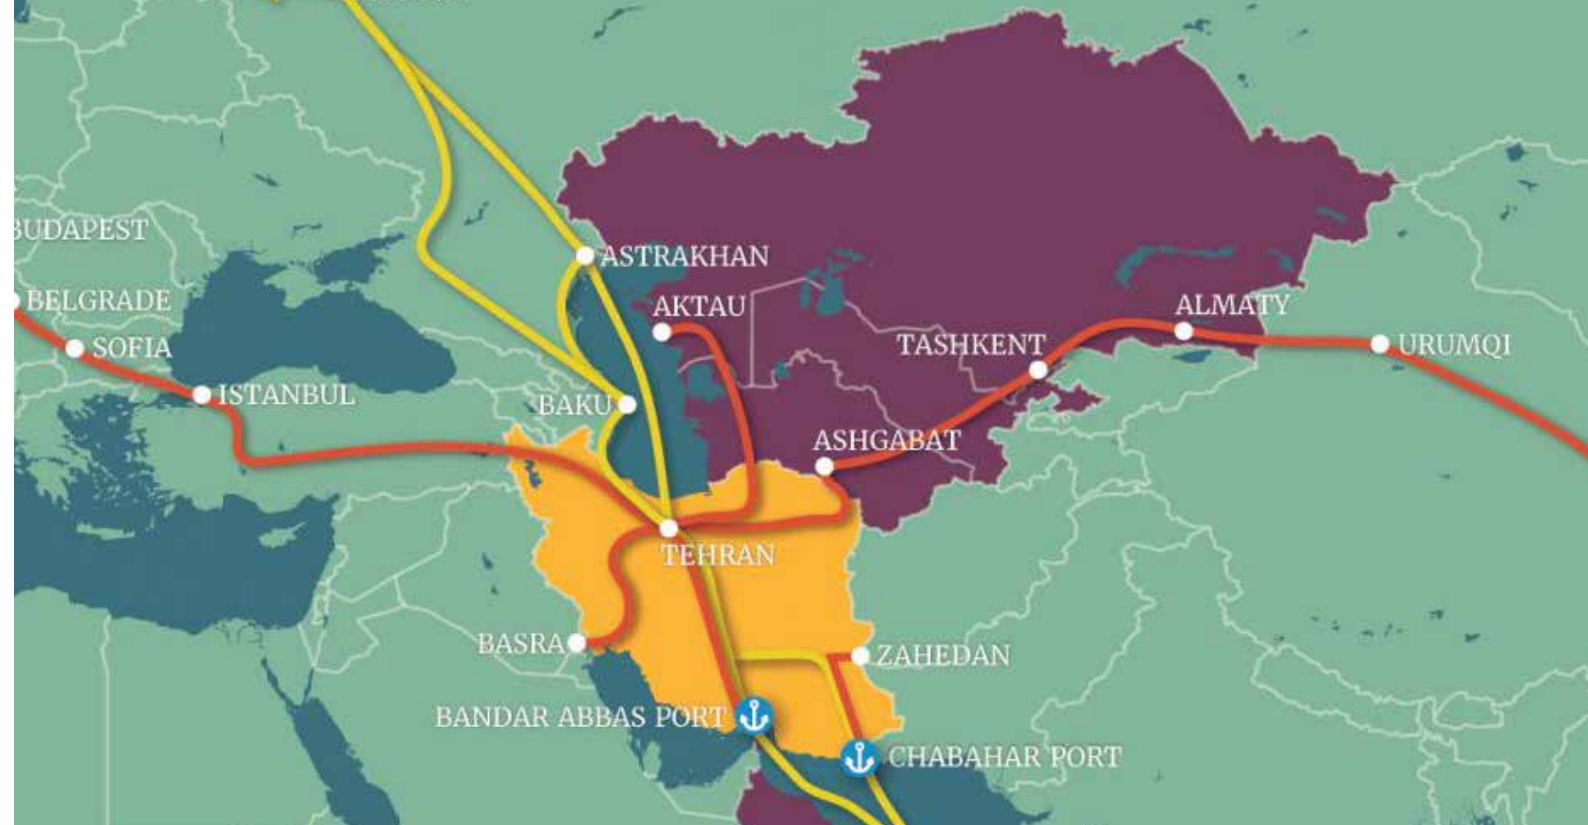 BUDAPEST
ASTRAKHAN
BELGRADE
AKTAU
ALMATY
SOFIA
TASHKENT
URUMQI
ISTANBUL
BAKU
ASHGABAT
TEHRAN
BASRA
ZAHEDAN
BANDAR ABBAS PORT
CHABAHAR PORT